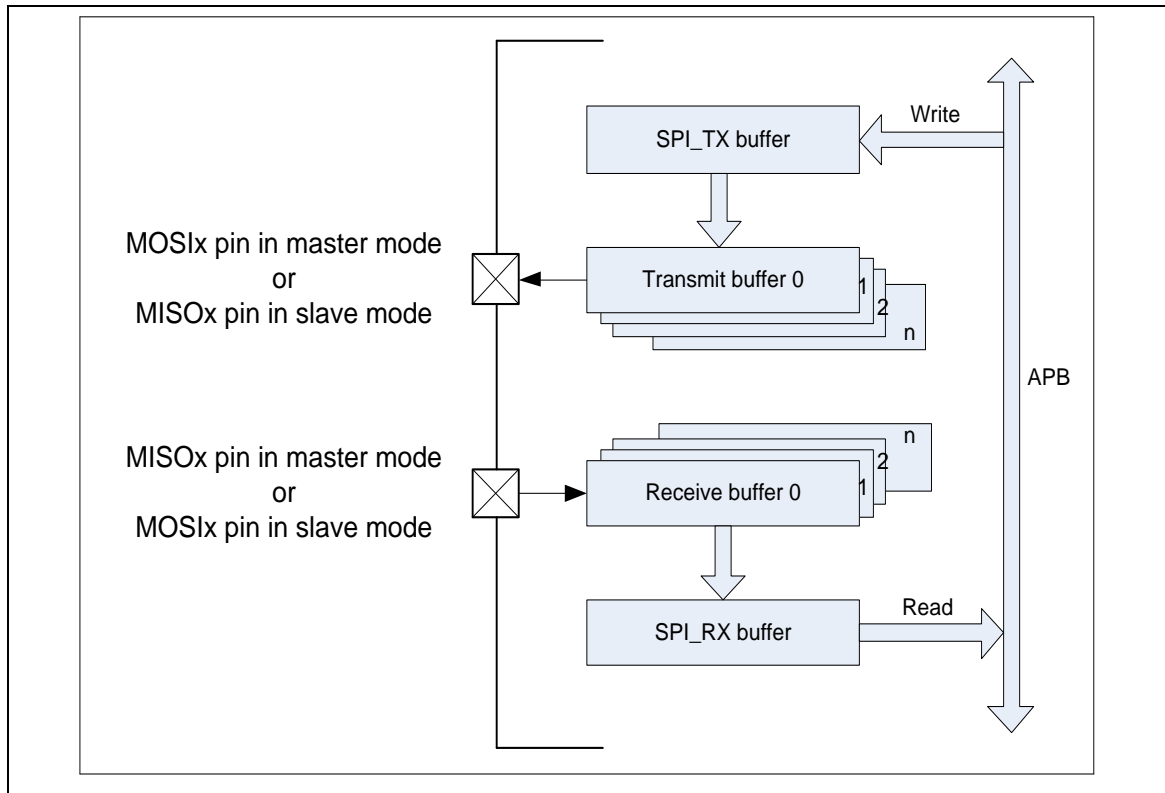 Write
SPI_TX buffer
MOSIx pin in master mode
or
MISOx pin in slave mode
Transmit buffer 0
1
2
n
APB
n
2
1
MISOx pin in master mode
or
MOSIx pin in slave mode
Receive buffer 0
Read
SPI_RX buffer